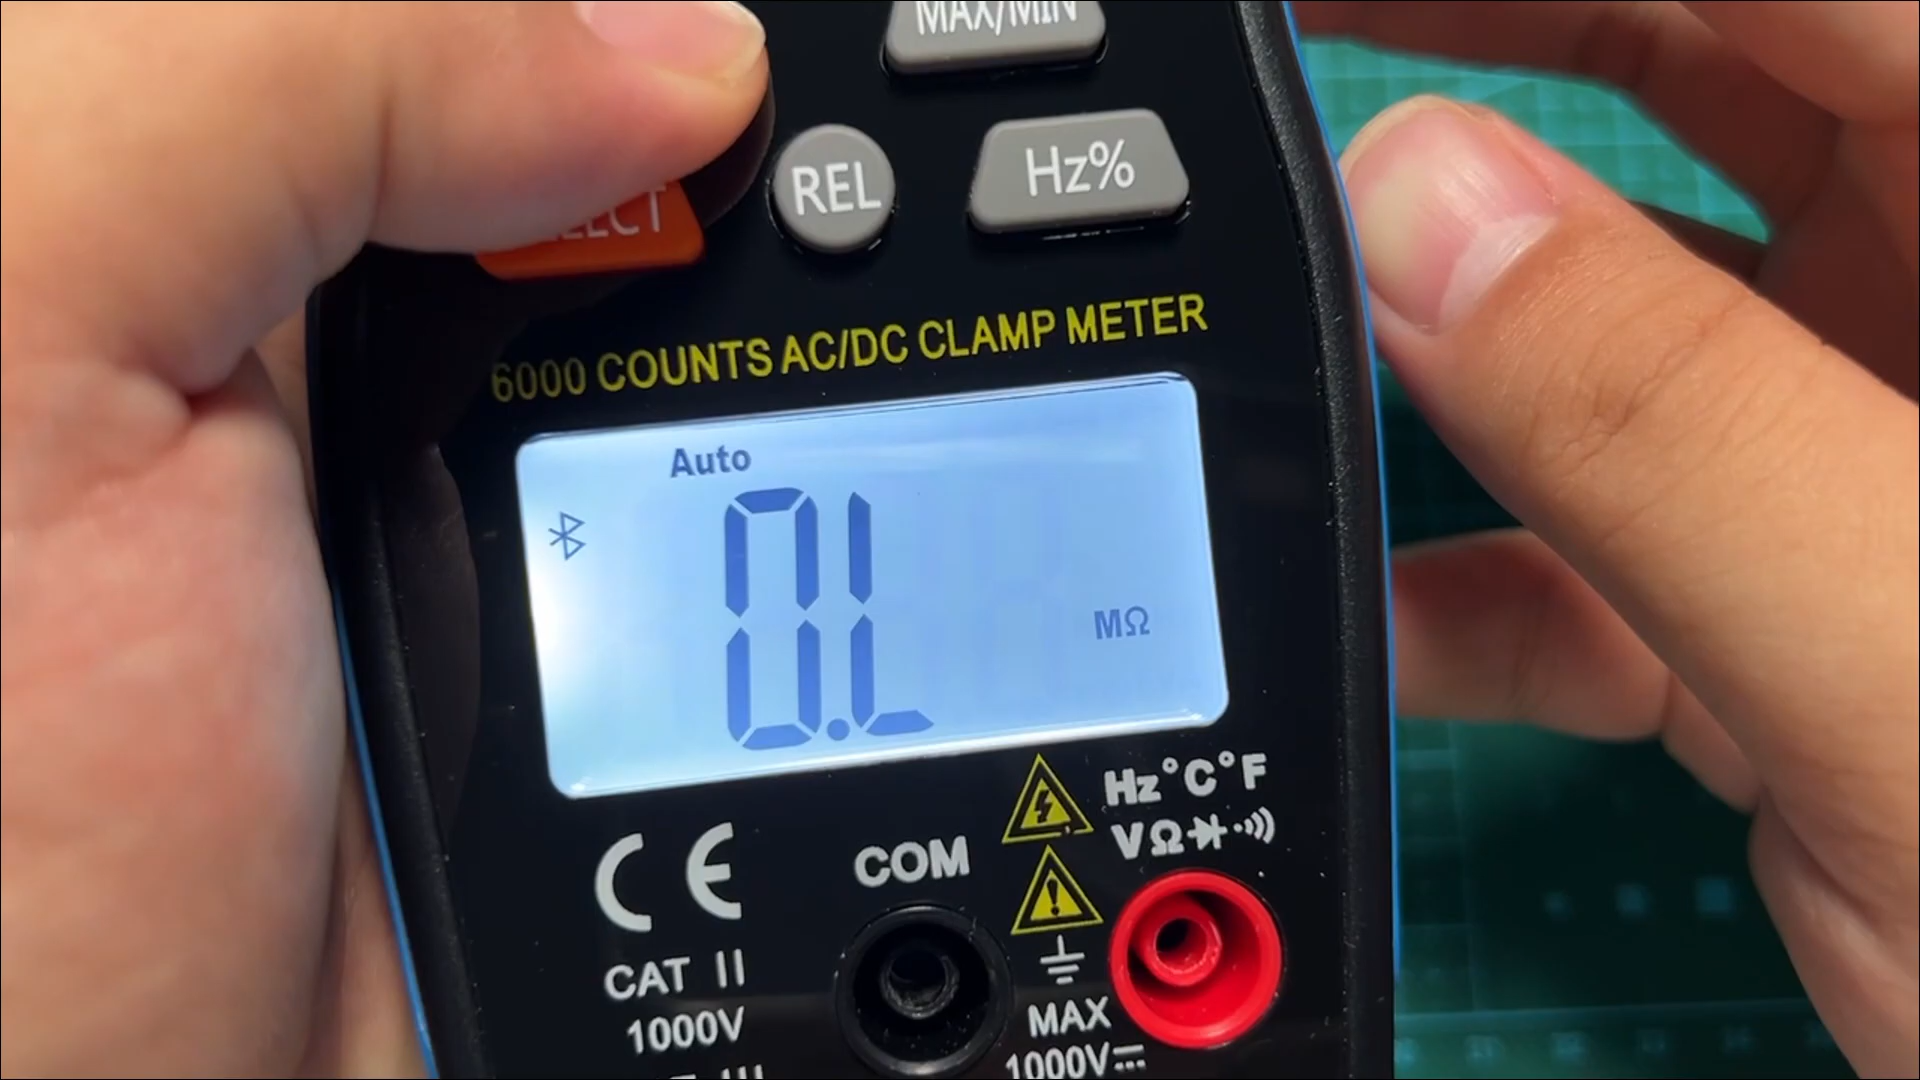 MAX/MIN
REL
Hz%
6000 COUNTS AC/DC CLAMP METER
Auto
0.L
MΩ
Hz°C°F
VΩ
COM
CE
CAT II
1000V
MAX
1000V